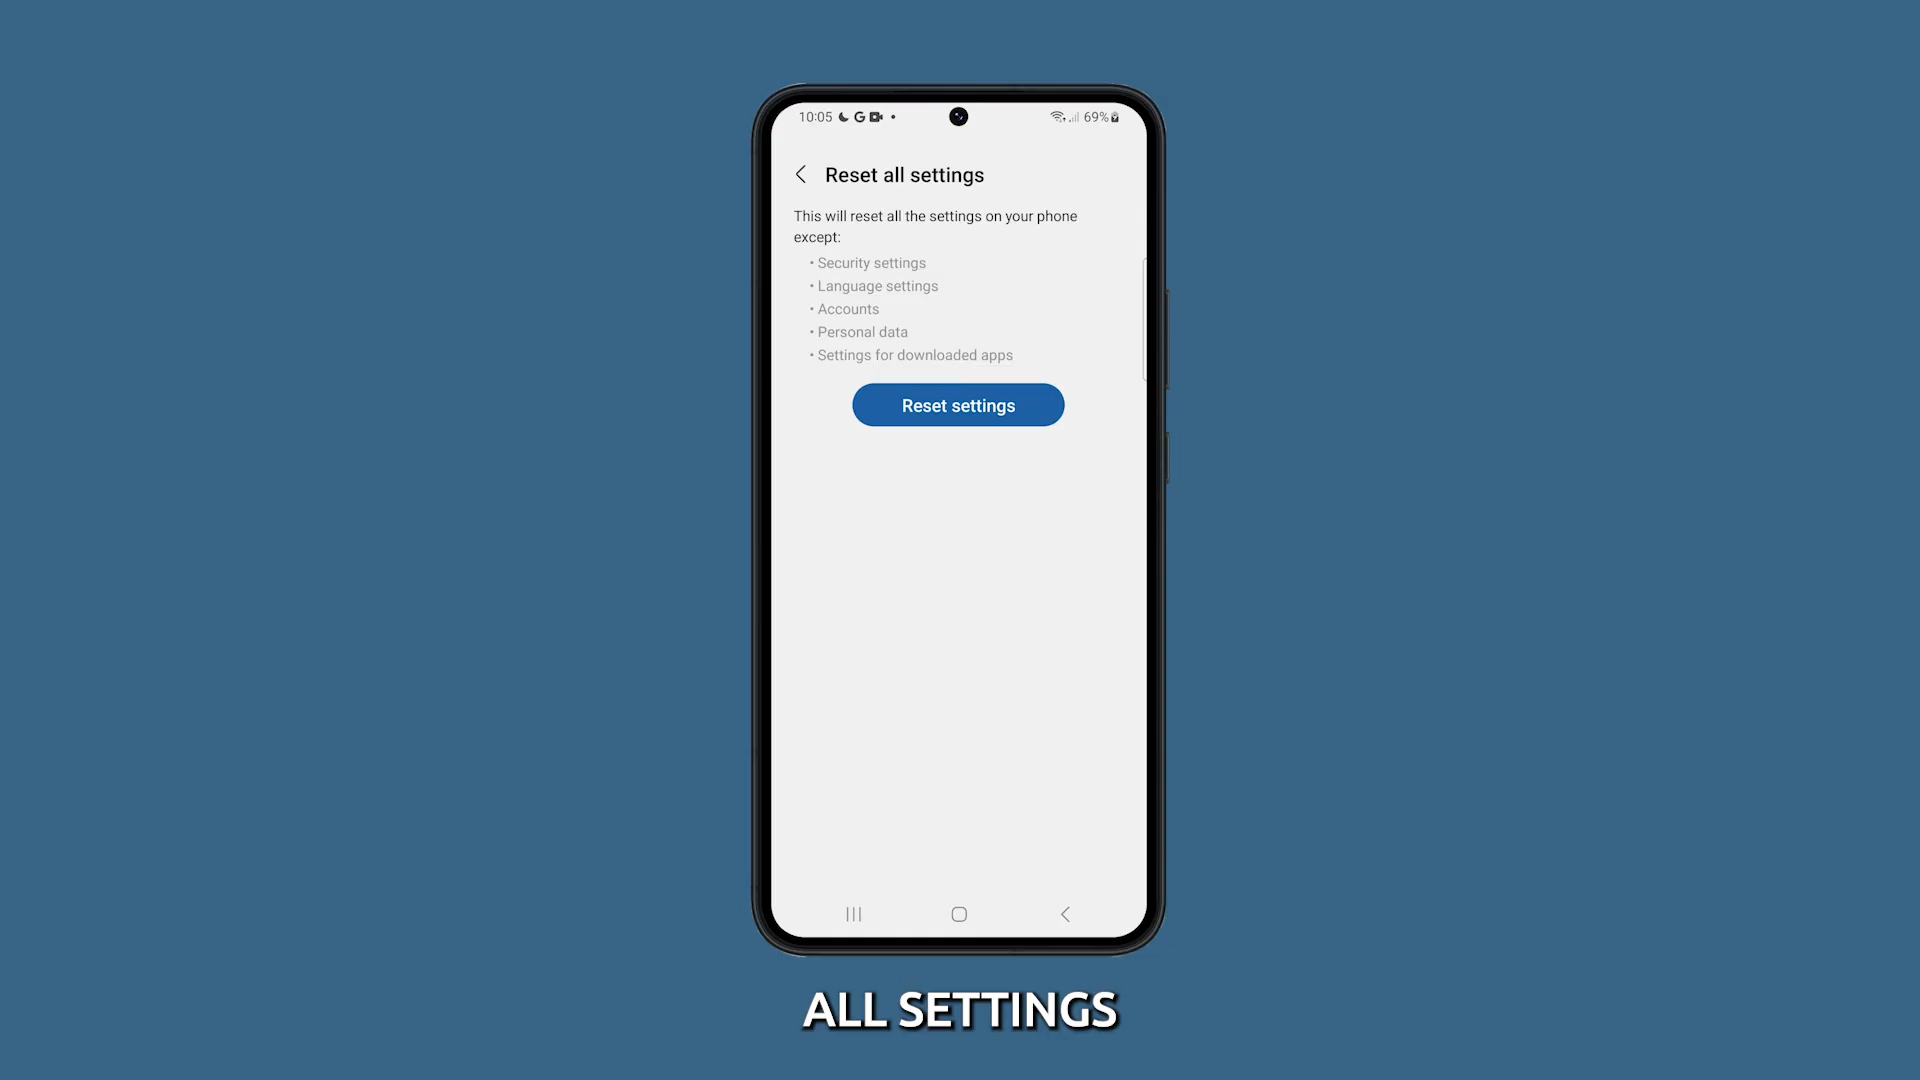 10:05
69%
Reset all settings
This will reset all the settings on your phone
except:
• Security settings
• Language settings
• Accounts
• Personal data
• Settings for downloaded apps
Reset settings
ALL SETTINGS